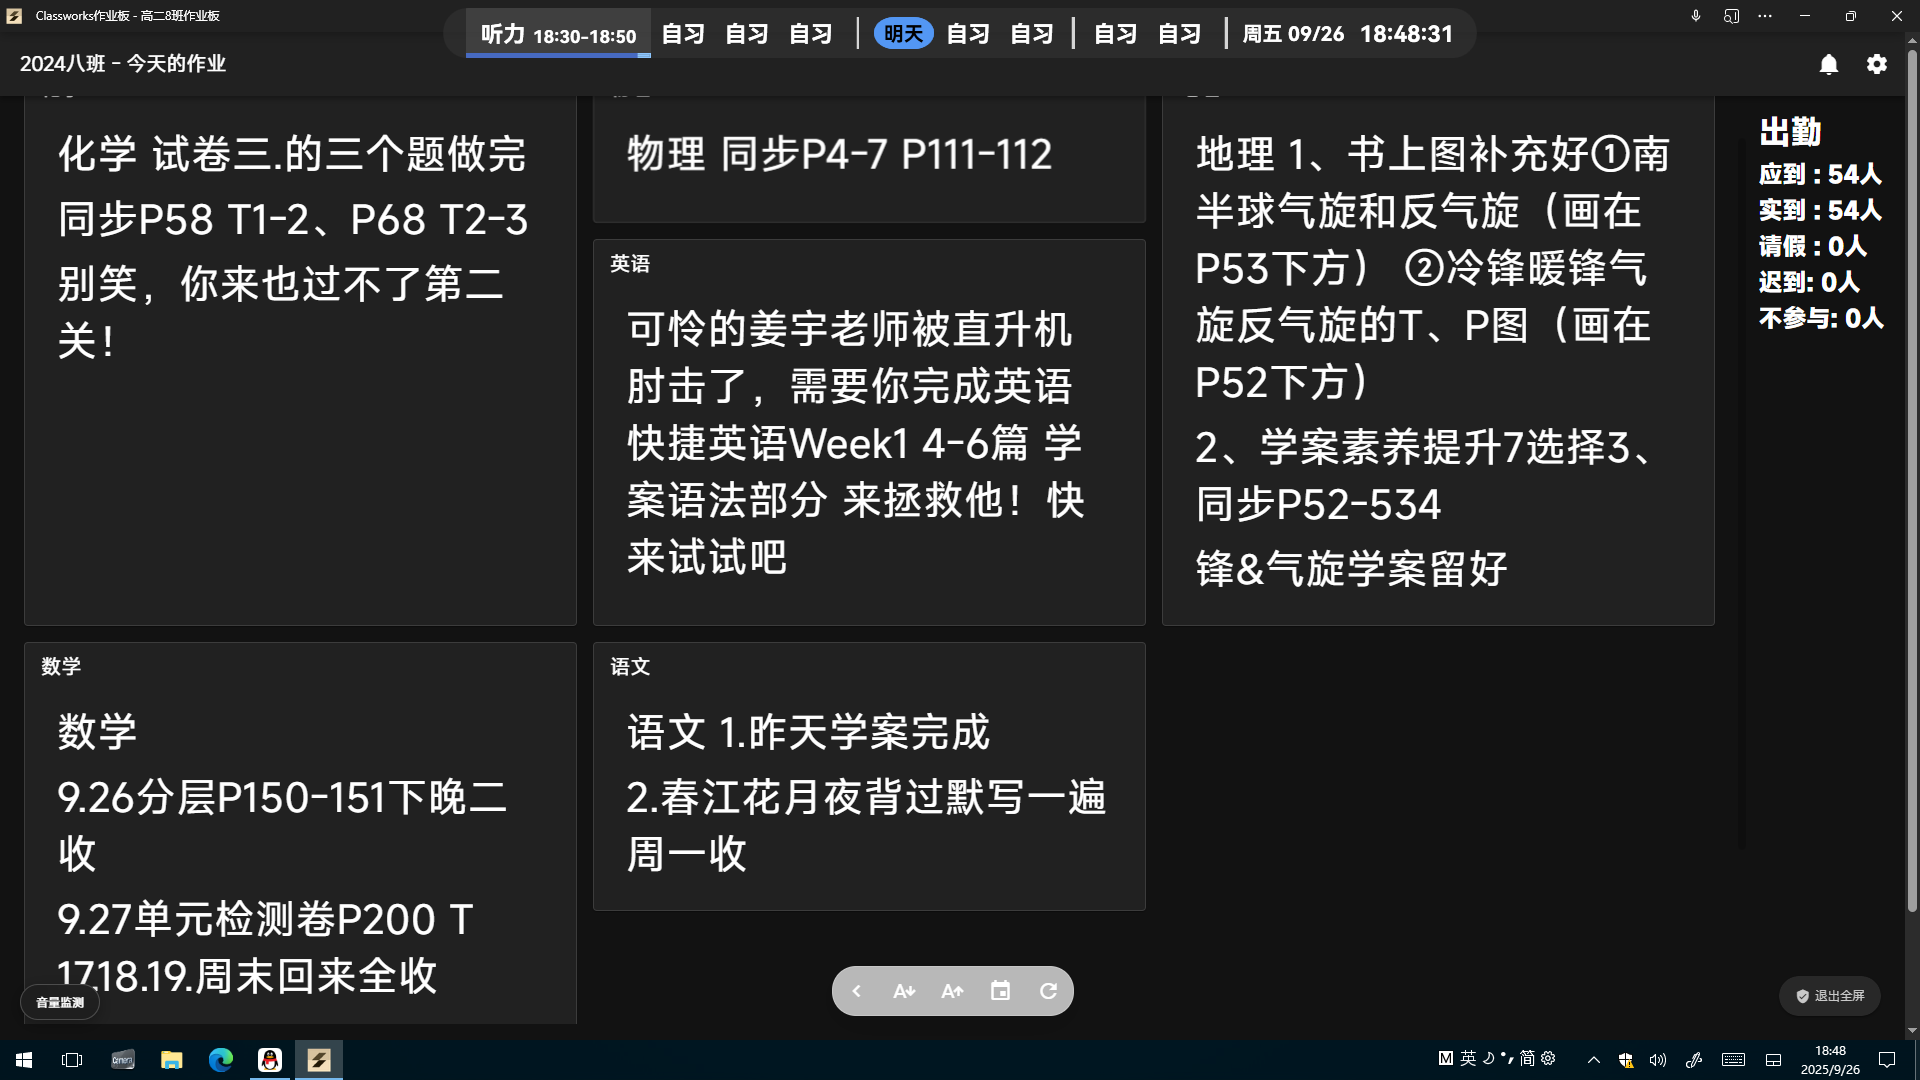 Classworks作业板 - 高二8班作业板
听力 18:30-18:50 自习 自习 自习 | 明天 自习 自习 | 自习 自习 | 周五 09/26 18:48:31
2024八班 - 今天的作业
化学 试卷三.的三个题做完
同步P58 T1-2、P68 T2-3
别笑，你来也过不了第二
关！
物理 同步P4-7 P111-112
英语
可怜的姜宇老师被直升机
肘击了，需要你完成英语
快捷英语Week1 4-6篇 学
案语法部分 来拯救他！快
来试试吧
地理 1、书上图补充好①南
半球气旋和反气旋（画在
P53下方） ②冷锋暖锋气
旋反气旋的T、P图（画在
P52下方）
2、学案素养提升7选择3、
同步P52-534
锋&气旋学案留好
出勤
应到 : 54人
实到 : 54人
请假 : 0人
迟到: 0人
不参与: 0人
数学
数学
9.26分层P150-151下晚二
收
9.27单元检测卷P200 T
17.18.19.周末回来全收
语文
语文 1.昨天学案完成
2.春江花月夜背过默写一遍
周一收
音量监测
退出全屏
M 英 简
18:48
2025/9/26